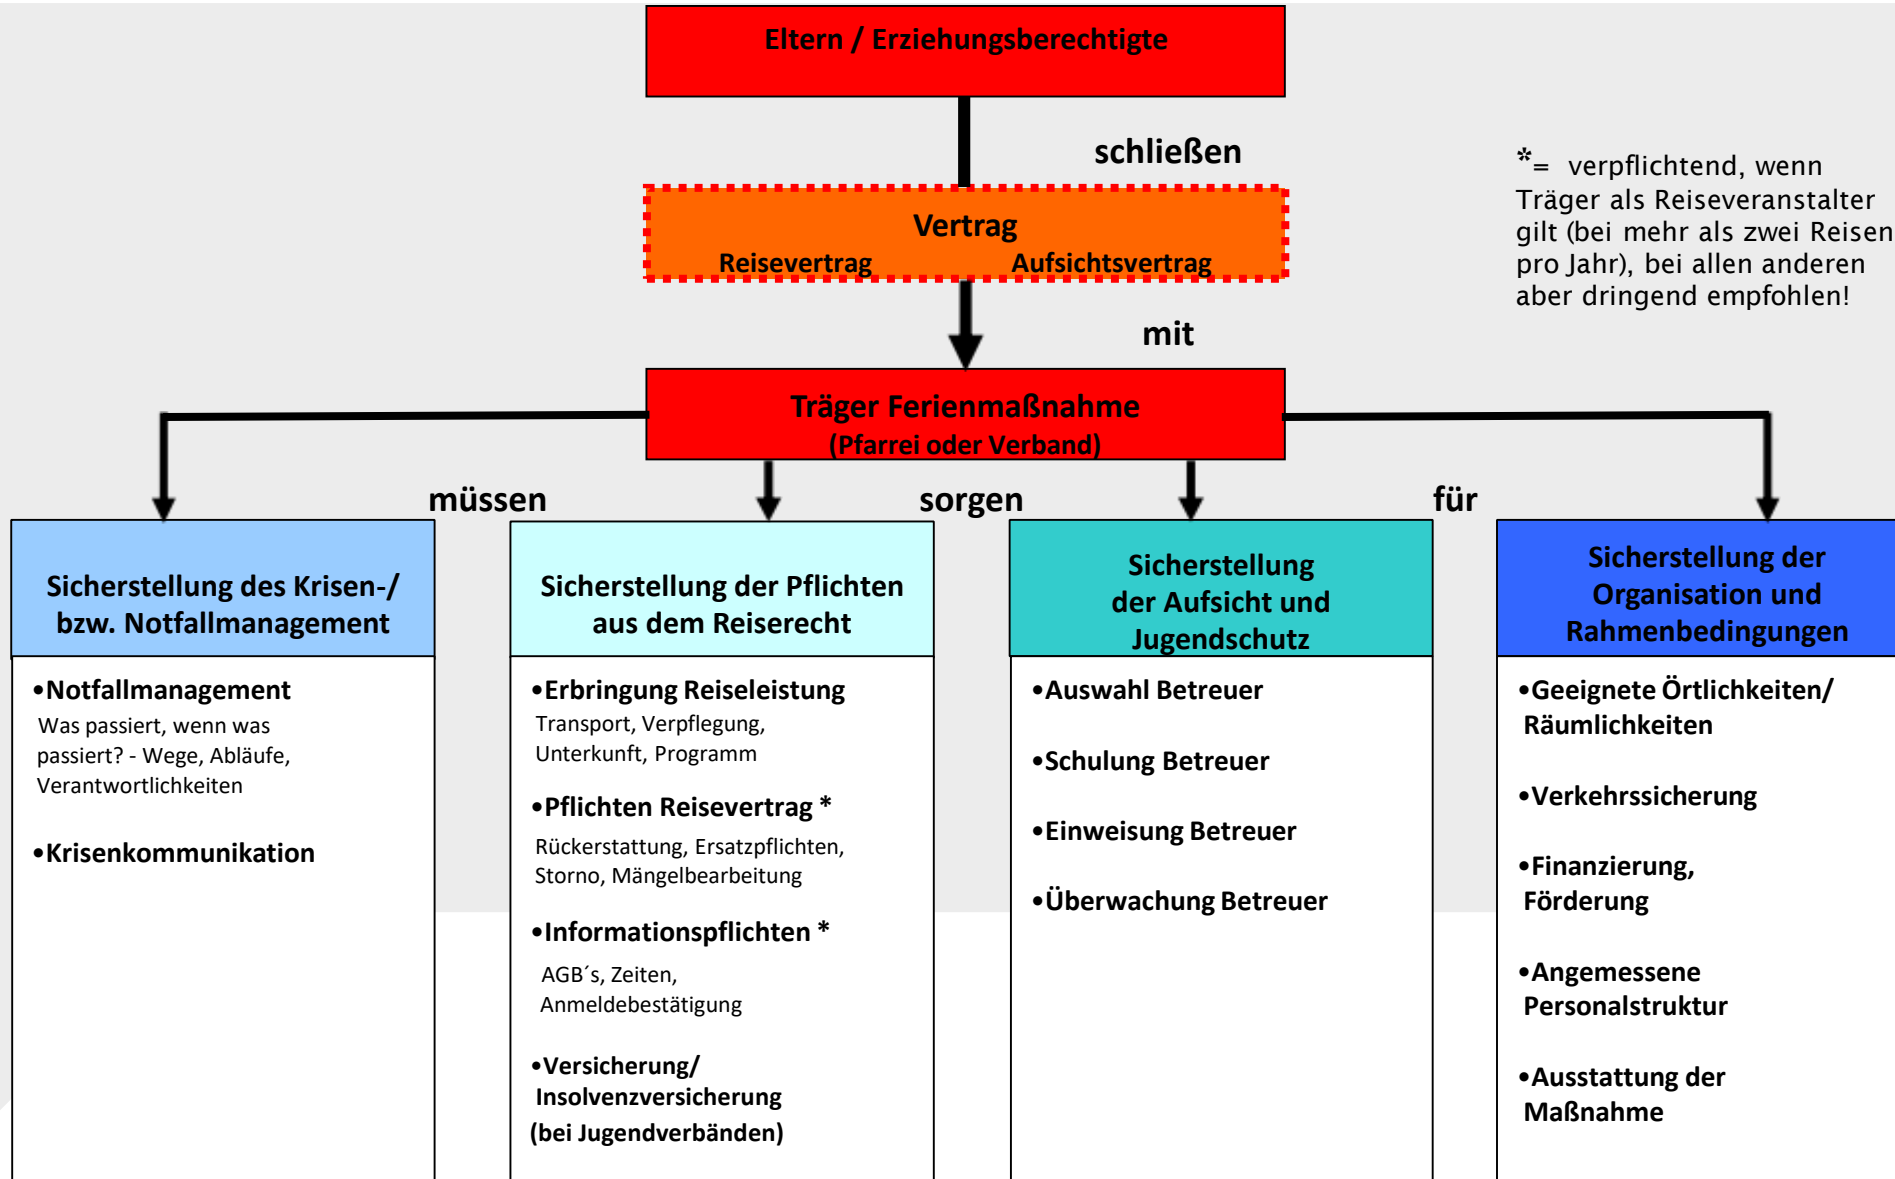 Eltern / Erziehungsberechtigte
schließen
*= verpflichtend, wenn
Träger als Reiseveranstalter
gilt (bei mehr als zwei Reisen
pro Jahr), bei allen anderen
aber dringend empfohlen!
Vertrag
Reisevertrag Aufsichtsvertrag
mit
Träger Ferienmaßnahme
(Pfarrei oder Verband)
müssen sorgen für
Sicherstellung des Krisen-/
bzw. Notfallmanagement
•Notfallmanagement
Was passiert, wenn was
passiert? - Wege, Abläufe,
Verantwortlichkeiten
•Krisenkommunikation
Sicherstellung der Pflichten
aus dem Reiserecht
•Erbringung Reiseleistung
Transport, Verpflegung,
Unterkunft, Programm
•Pflichten Reisevertrag *
Rückerstattung, Ersatzpflichten,
Storno, Mängelbearbeitung
•Informationspflichten *
AGB´s, Zeiten,
Anmeldebestätigung
•Versicherung/
Insolvenzversicherung
(bei Jugendverbänden)
Sicherstellung
der Aufsicht und
Jugendschutz
•Auswahl Betreuer
•Schulung Betreuer
•Einweisung Betreuer
•Überwachung Betreuer
Sicherstellung der
Organisation und
Rahmenbedingungen
•Geeignete Örtlichkeiten/
Räumlichkeiten
•Verkehrssicherung
•Finanzierung,
Förderung
•Angemessene
Personalstruktur
•Ausstattung der
Maßnahme